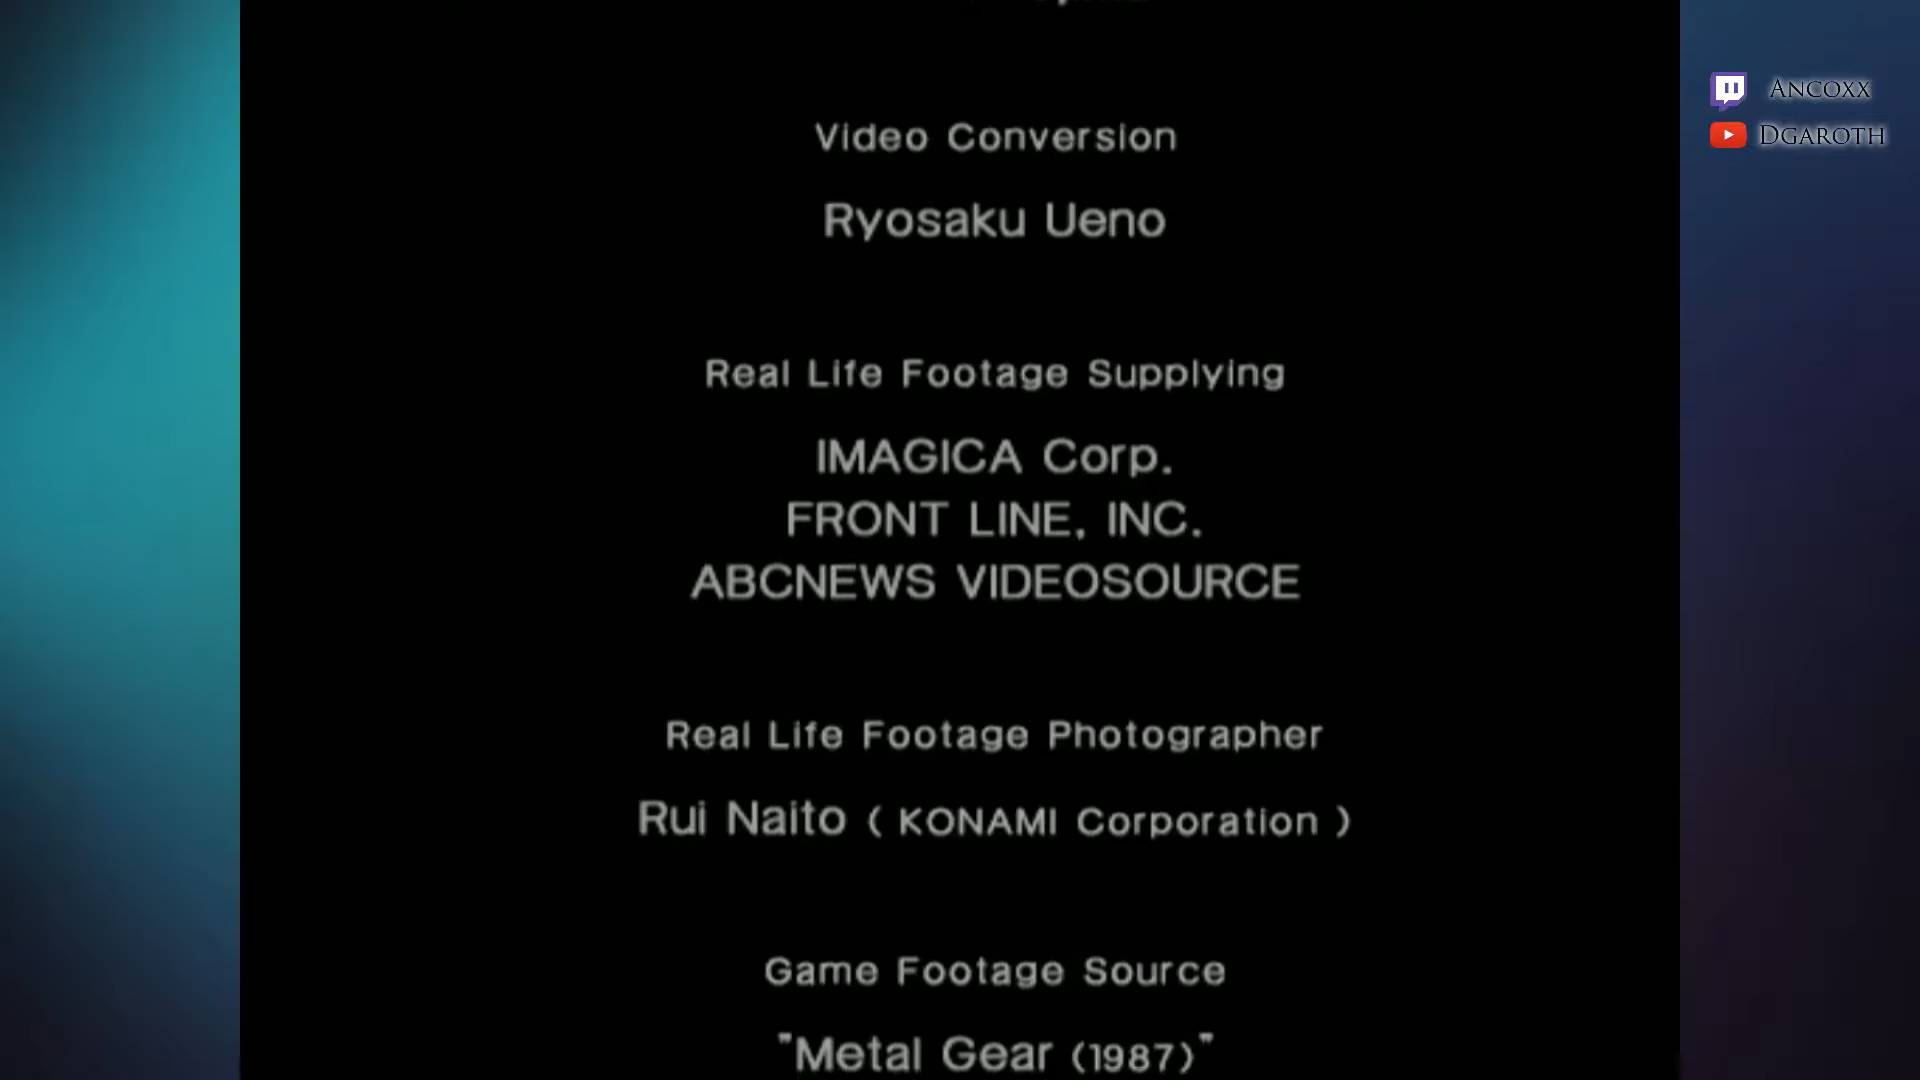 Video Conversion
Ryosaku Ueno
Real Life Footage Supplying
IMAGICA Corp.
FRONT LINE, INC.
ABCNEWS VIDEOSOURCE
Real Life Footage Photographer
Rui Naito ( KONAMI Corporation )
Game Footage Source
"Metal Gear (1987)"
Ancoxx
Dgaroth